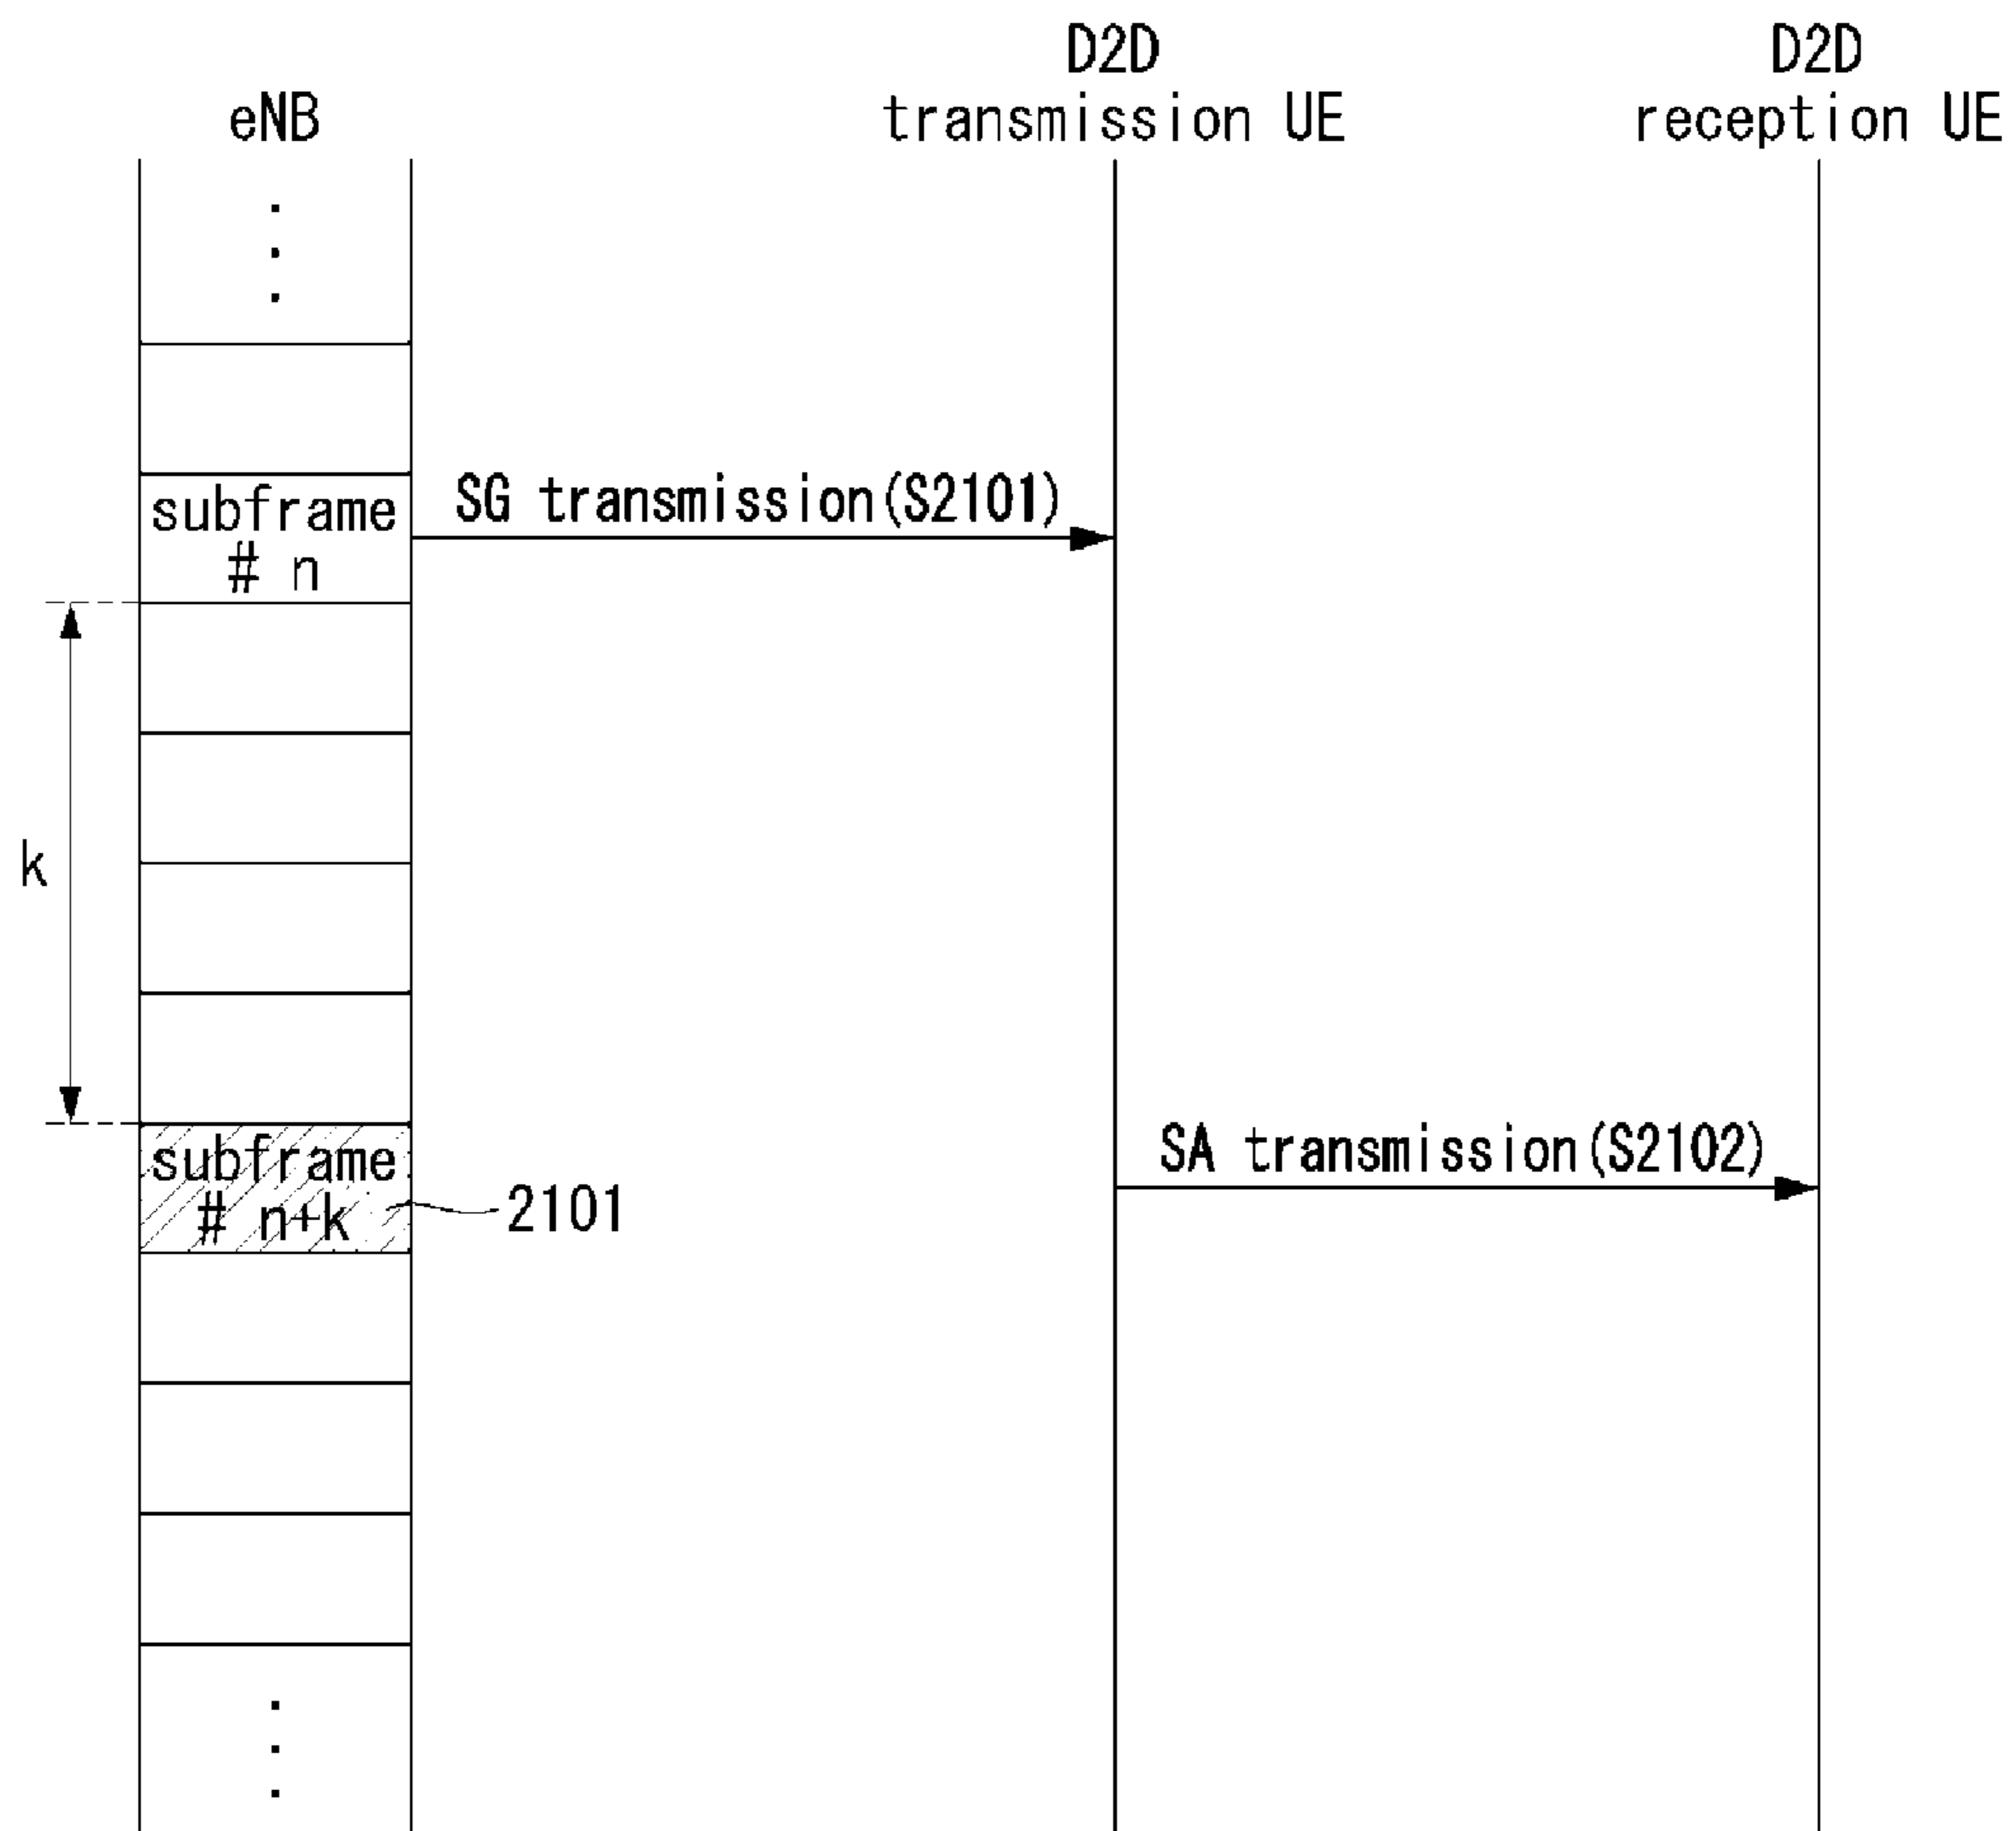 eNB
D2D
transmission UE
D2D
reception UE
subframe
# n
SG transmission(S2101)
k
subframe
# n+k
2101
SA transmission(S2102)